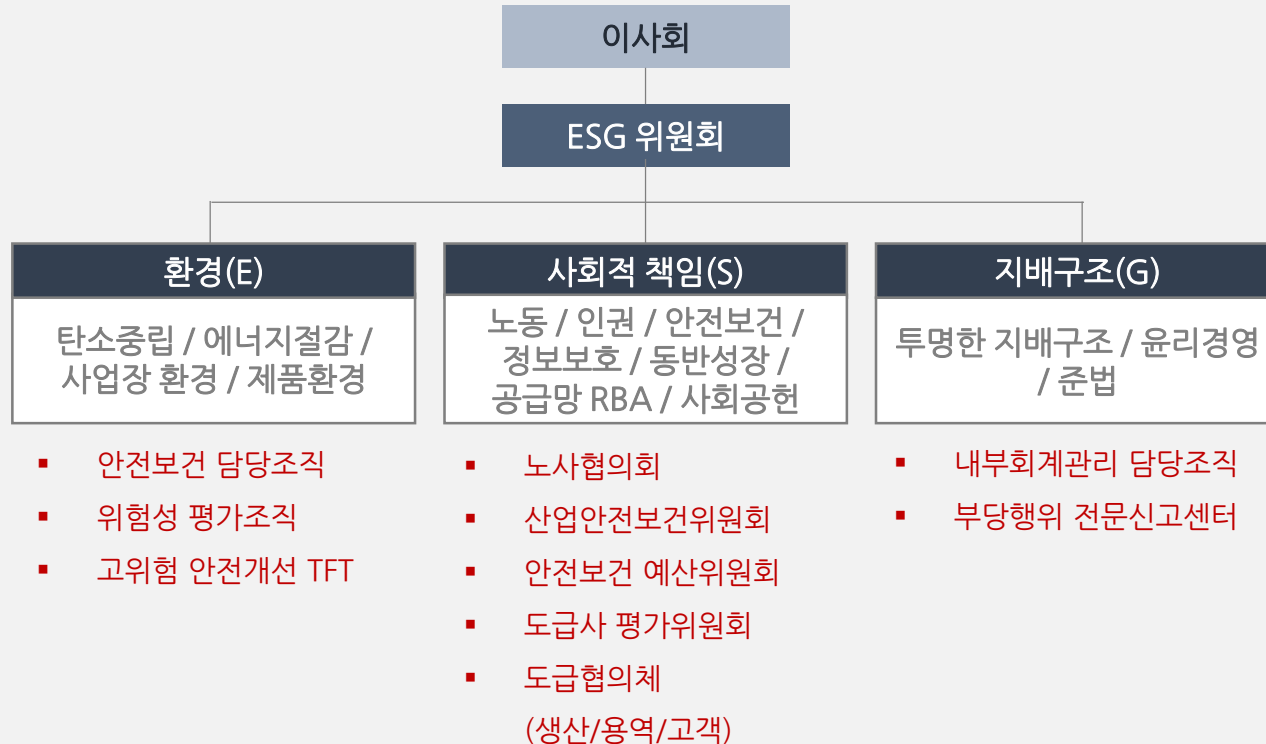 이사회
ESG 위원회
환경(E)
탄소중립 / 에너지절감 /
사업장 환경 / 제품환경
▪ 안전보건 담당조직
▪ 위험성 평가조직
▪ 고위험 안전개선 TFT
사회적 책임(S)
노동 / 인권 / 안전보건 /
정보보호 / 동반성장 /
공급망 RBA / 사회공헌
▪ 노사협의회
▪ 산업안전보건위원회
▪ 안전보건 예산위원회
▪ 도급사 평가위원회
▪ 도급협의체
(생산/용역/고객)
지배구조(G)
투명한 지배구조 / 윤리경영
/ 준법
▪ 내부회계관리 담당조직
▪ 부당행위 전문신고센터